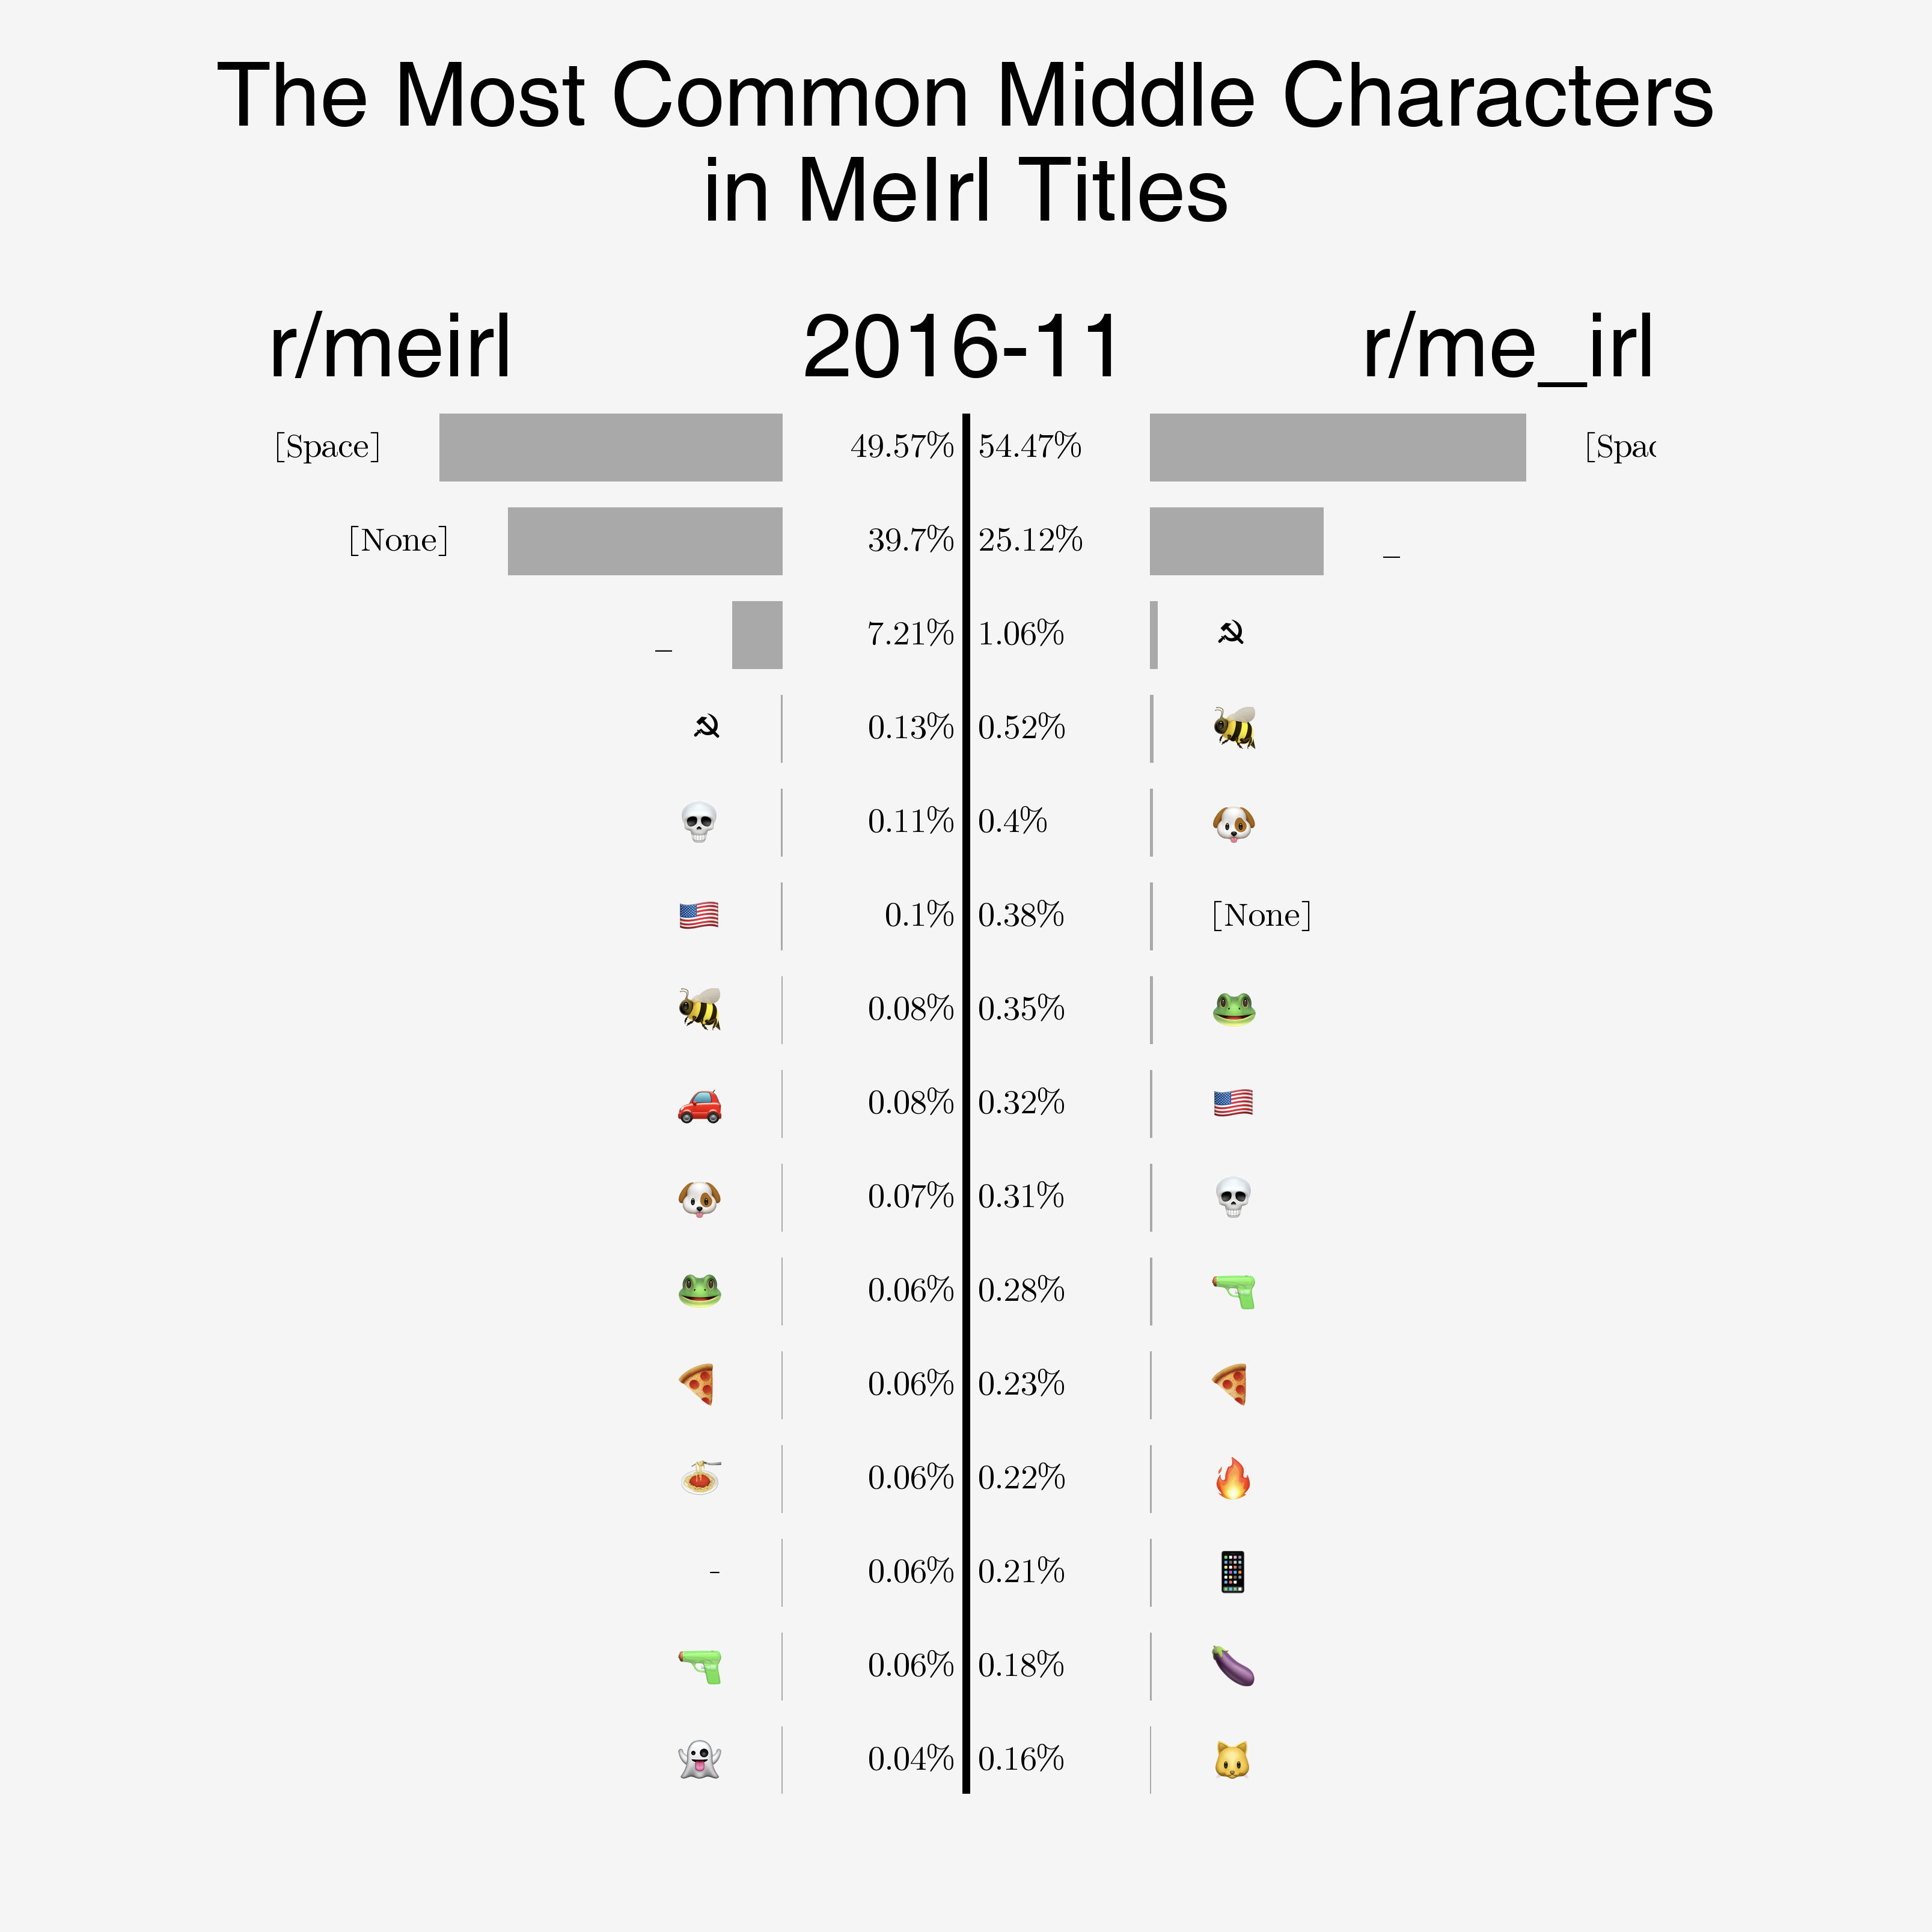 The Most Common Middle Characters
in MeIrl Titles
r/meirl 2016-11 r/me_irl
[Space] 49.57% 54.47% [Spac
[None] 39.7% 25.12% _
_ 7.21% 1.06% ☭
☭ 0.13% 0.52% 🐝
💀 0.11% 0.4% 🐶
🇺🇸 0.1% 0.38% [None]
🐝 0.08% 0.35% 🐸
🚗 0.08% 0.32% 🇺🇸
🐶 0.07% 0.31% 💀
🐸 0.06% 0.28% 🔫
🍕 0.06% 0.23% 🍕
🍝 0.06% 0.22% 🔥
- 0.06% 0.21% 📱
🔫 0.06% 0.18% 🍆
👻 0.04% 0.16% 🐱